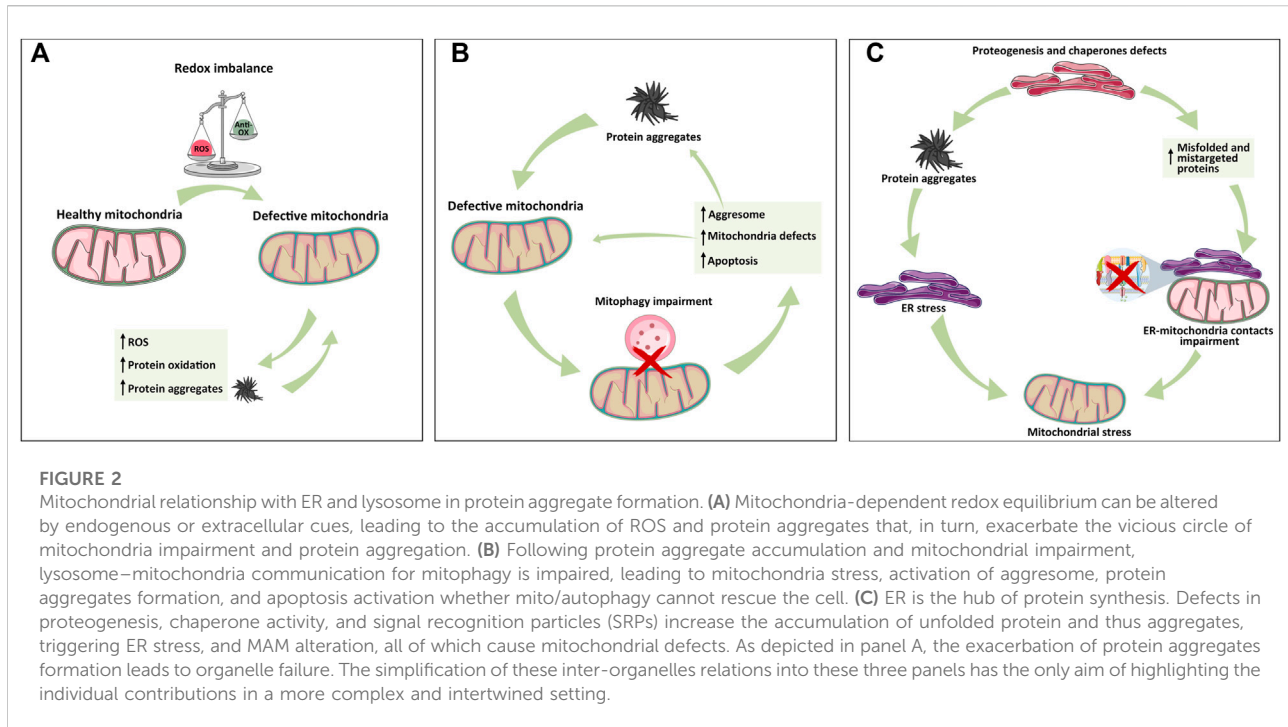 A
Redox imbalance
Anti-
OX
ROS
Healthy mitochondria
Defective mitochondria
↑ ROS
↑ Protein oxidation
↑ Protein aggregates
B
Protein aggregates
Defective mitochondria
↑ Aggresome
↑ Mitochondria defects
↑ Apoptosis
Mitophagy impairment
C
Proteogenesis and chaperones defects
Protein aggregates
↑ Misfolded and
mistargeted
proteins
ER stress
ER-mitochondria contacts
impairment
Mitochondrial stress
FIGURE 2
Mitochondrial relationship with ER and lysosome in protein aggregate formation. (A) Mitochondria-dependent redox equilibrium can be altered
by endogenous or extracellular cues, leading to the accumulation of ROS and protein aggregates that, in turn, exacerbate the vicious circle of
mitochondria impairment and protein aggregation. (B) Following protein aggregate accumulation and mitochondrial impairment,
lysosome–mitochondria communication for mitophagy is impaired, leading to mitochondria stress, activation of aggresome, protein
aggregates formation, and apoptosis activation whether mito/autophagy cannot rescue the cell. (C) ER is the hub of protein synthesis. Defects in
proteogenesis, chaperone activity, and signal recognition particles (SRPs) increase the accumulation of unfolded protein and thus aggregates,
triggering ER stress, and MAM alteration, all of which cause mitochondrial defects. As depicted in panel A, the exacerbation of protein aggregates
formation leads to organelle failure. The simplification of these inter-organelles relations into these three panels has the only aim of highlighting the
individual contributions in a more complex and intertwined setting.